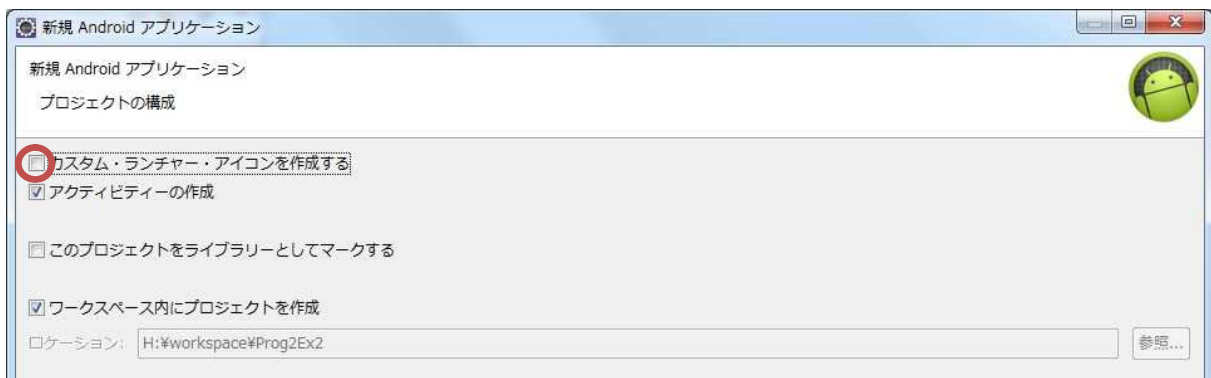 新規 Android アプリケーション
新規 Android アプリケーション
プロジェクトの構成
カスタム・ランチャー・アイコンを作成する
アクティビティーの作成
このプロジェクトをライブラリーとしてマークする
ワークスペース内にプロジェクトを作成
ロケーション: H:¥workspace¥Prog2Ex2 参照...